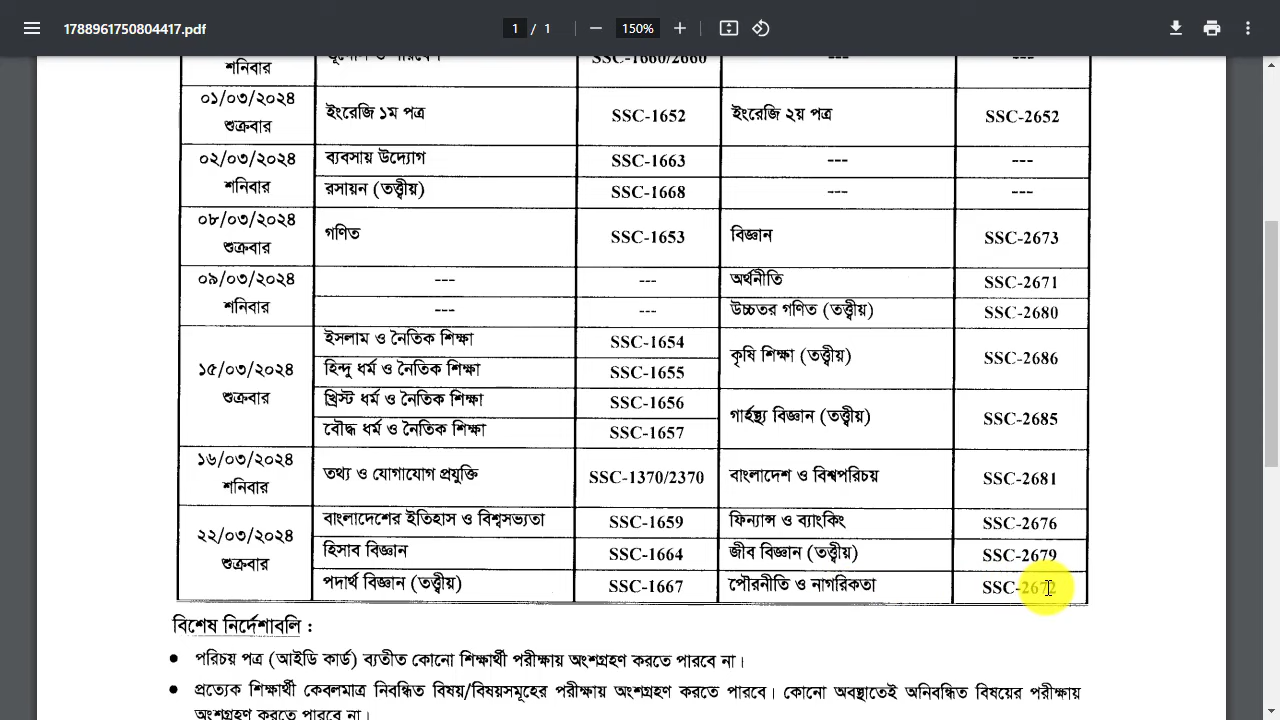 1788961750804417.pdf 1 / 1 150%
শনিবার SSC-1660/2660 --- ---
০১/০৩/২০২৪
শুক্রবার ইংরেজি ১ম পত্র SSC-1652 ইংরেজি ২য় পত্র SSC-2652
০২/০৩/২০২৪ ব্যবসায় উদ্যোগ SSC-1663 --- ---
শনিবার রসায়ন (তত্ত্বীয়) SSC-1668 --- ---
০৮/০৩/২০২৪
শুক্রবার গণিত SSC-1653 বিজ্ঞান SSC-2673
০৯/০৩/২০২৪ --- --- অর্থনীতি SSC-2671
শনিবার --- --- উচ্চতর গণিত (তত্ত্বীয়) SSC-2680
ইসলাম ও নৈতিক শিক্ষা SSC-1654
১৫/০৩/২০২৪ হিন্দু ধর্ম ও নৈতিক শিক্ষা SSC-1655 কৃষি শিক্ষা (তত্ত্বীয়) SSC-2686
শুক্রবার খ্রিস্ট ধর্ম ও নৈতিক শিক্ষা SSC-1656
বৌদ্ধ ধর্ম ও নৈতিক শিক্ষা SSC-1657 গার্হস্থ্য বিজ্ঞান (তত্ত্বীয়) SSC-2685
১৬/০৩/২০২৪
শনিবার তথ্য ও যোগাযোগ প্রযুক্তি SSC-1370/2370 বাংলাদেশ ও বিশ্বপরিচয় SSC-2681
বাংলাদেশের ইতিহাস ও বিশ্বসভ্যতা SSC-1659 ফিন্যান্স ও ব্যাংকিং SSC-2676
২২/০৩/২০২৪ হিসাব বিজ্ঞান SSC-1664 জীব বিজ্ঞান (তত্ত্বীয়) SSC-2679
শুক্রবার পদার্থ বিজ্ঞান (তত্ত্বীয়) SSC-1667 পৌরনীতি ও নাগরিকতা SSC-2672
বিশেষ নির্দেশাবলি :
● পরিচয় পত্র (আইডি কার্ড) ব্যতীত কোনো শিক্ষার্থী পরীক্ষায় অংশগ্রহণ করতে পারবে না।
● প্রত্যেক শিক্ষার্থী কেবলমাত্র নিবন্ধিত বিষয়/বিষয়সমূহের পরীক্ষায় অংশগ্রহণ করতে পারবে। কোনো অবস্থাতেই অনিবন্ধিত বিষয়ের পরীক্ষায়
অংশগ্রহণ করতে পারবে না।